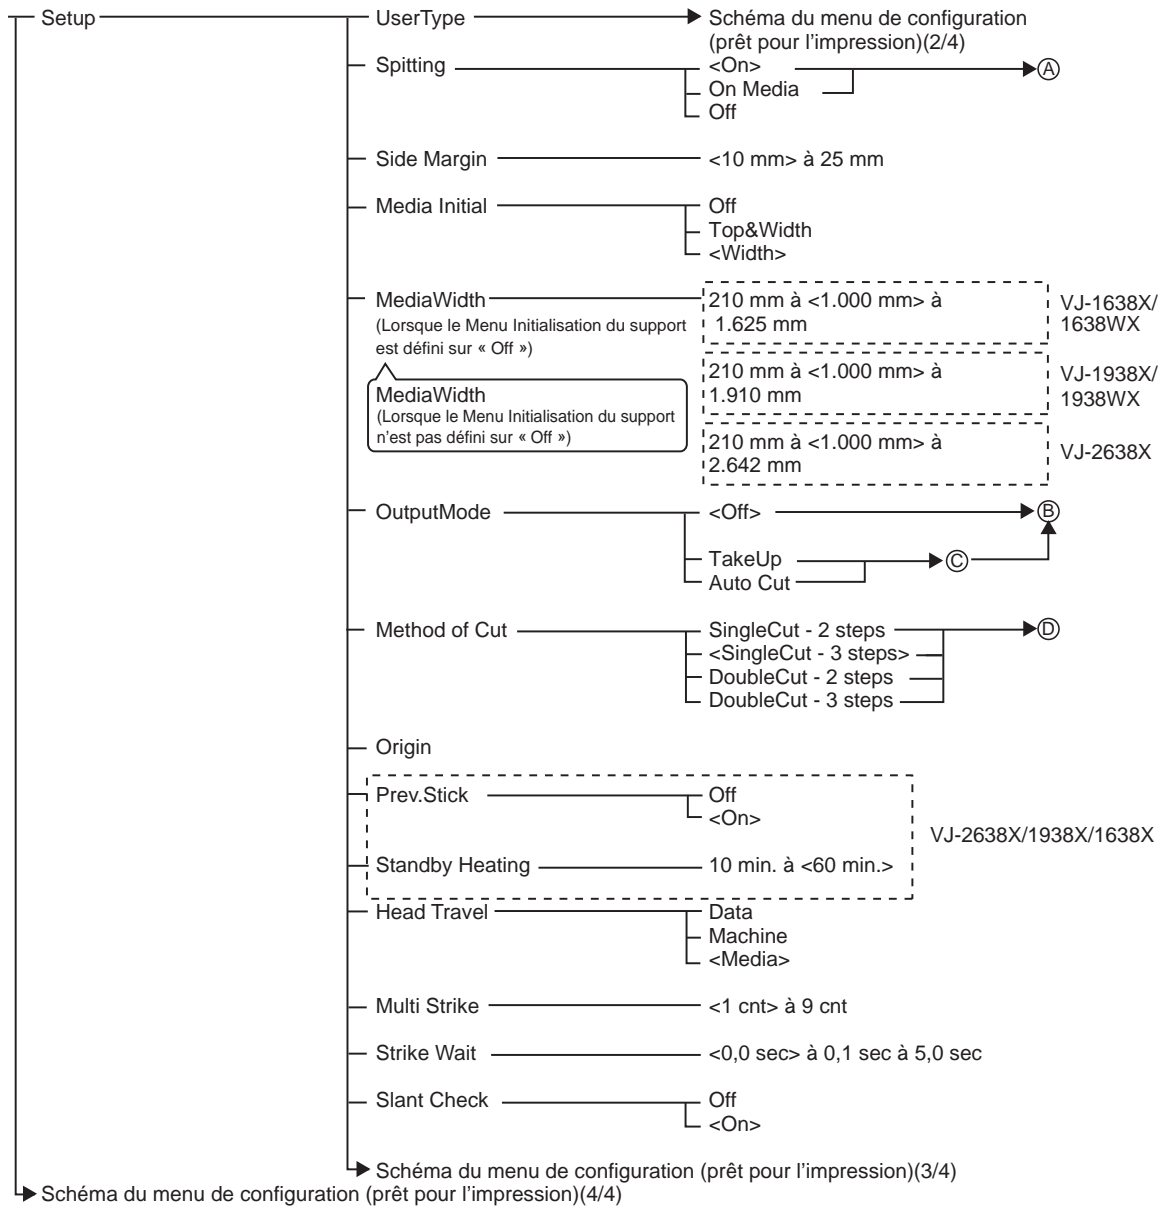 Setup
UserType
Schéma du menu de configuration
(prêt pour l'impression)(2/4)
Spitting
<On>
A
On Media
Off
Side Margin
<10 mm> à 25 mm
Media Initial
Off
Top&Width
<Width>
MediaWidth
(Lorsque le Menu Initialisation du support
est défini sur « Off »)
210 mm à <1.000 mm> à
1.625 mm
VJ-1638X/
1638WX
MediaWidth
(Lorsque le Menu Initialisation du support
n'est pas défini sur « Off »)
210 mm à <1.000 mm> à
1.910 mm
VJ-1938X/
1938WX
210 mm à <1.000 mm> à
2.642 mm
VJ-2638X
OutputMode
<Off>
B
TakeUp
C
Auto Cut
Method of Cut
SingleCut - 2 steps
D
<SingleCut - 3 steps>
DoubleCut - 2 steps
DoubleCut - 3 steps
Origin
Prev.Stick
Off
<On>
VJ-2638X/1938X/1638X
Standby Heating
10 min. à <60 min.>
Head Travel
Data
Machine
<Media>
Multi Strike
<1 cnt> à 9 cnt
Strike Wait
<0,0 sec> à 0,1 sec à 5,0 sec
Slant Check
Off
<On>
Schéma du menu de configuration (prêt pour l'impression)(3/4)
Schéma du menu de configuration (prêt pour l'impression)(4/4)